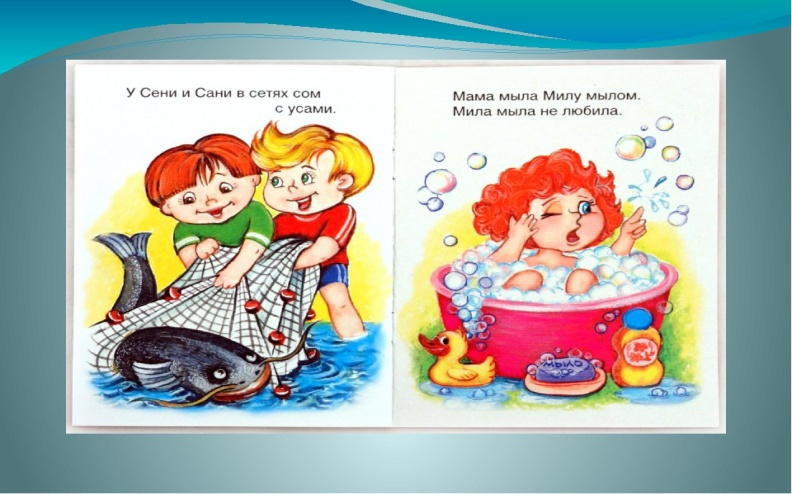 У Сени и Сани в сетях сом
с усами.
Мама мыла Милу мылом.
Мила мыла не любила.
мыло